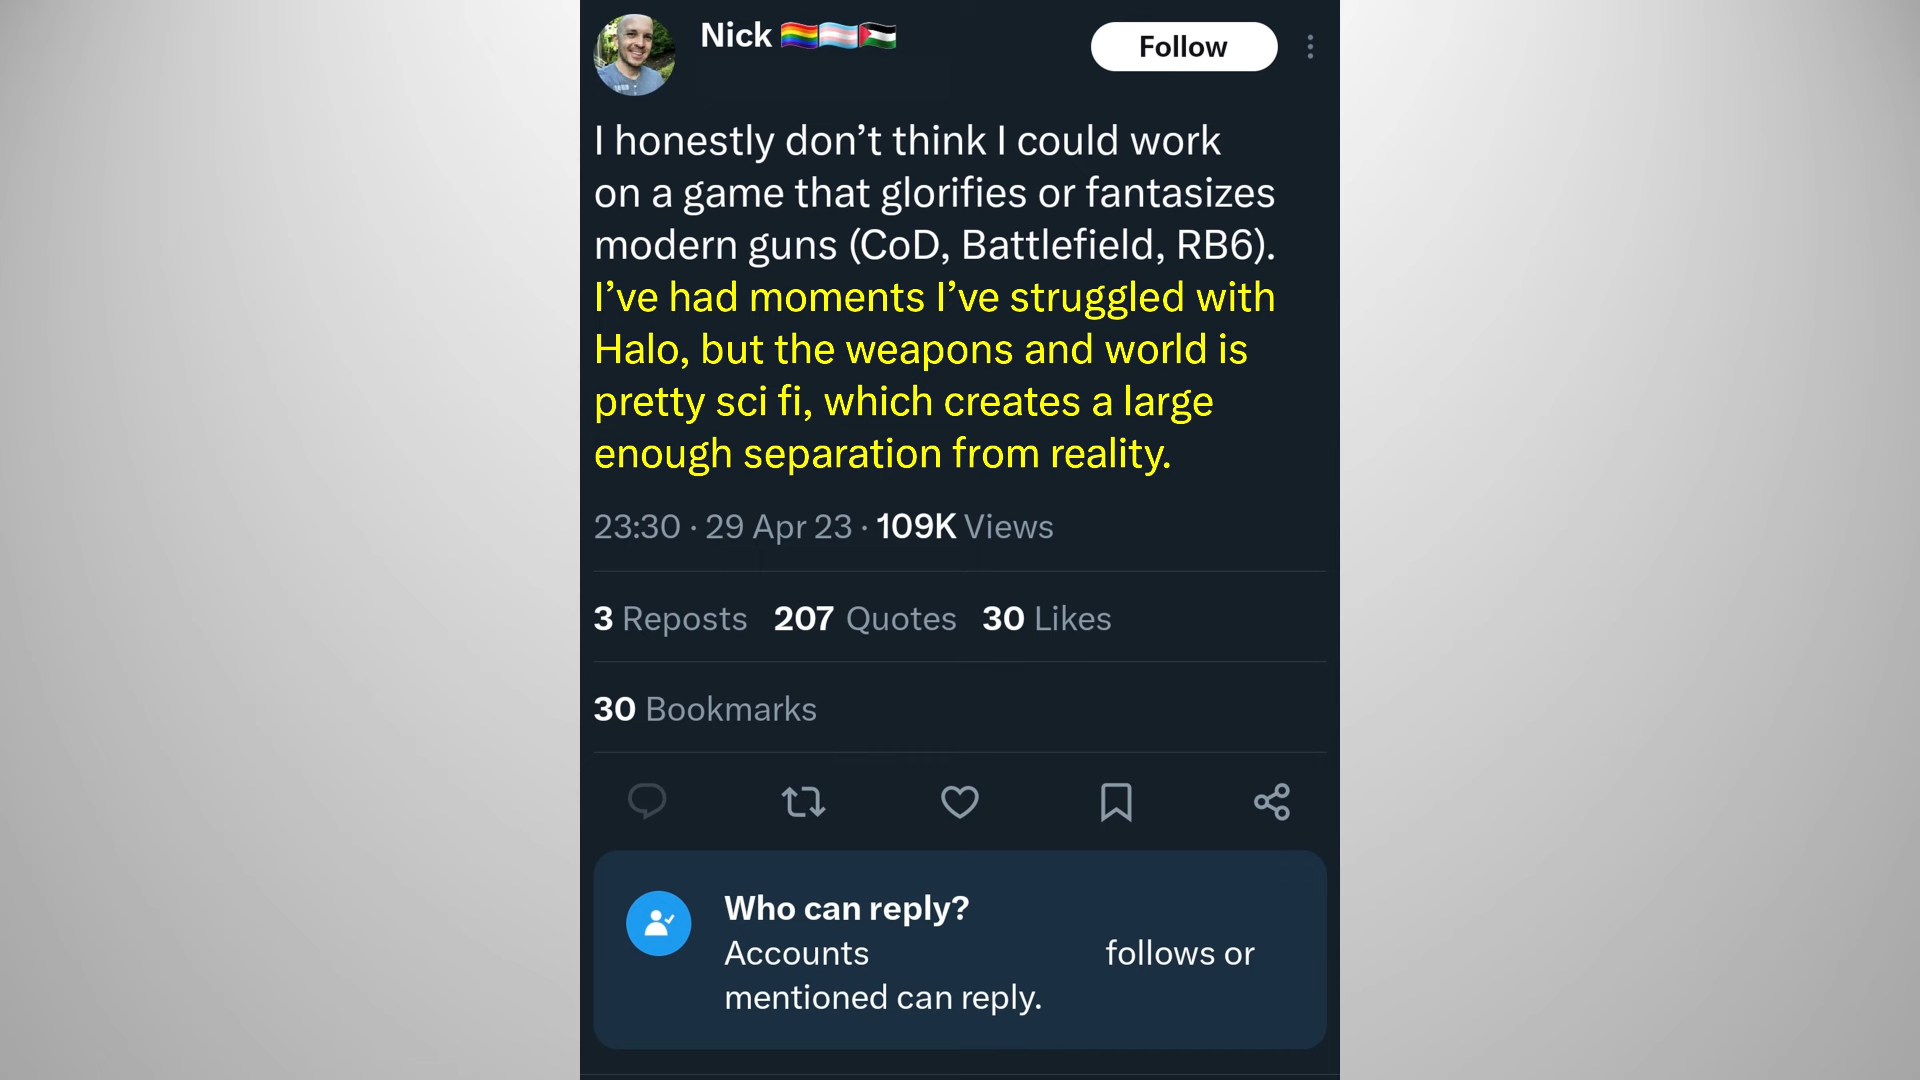 Nick 🏳️‍🌈🏳️‍⚧️🇵🇸
Follow
I honestly don’t think I could work
on a game that glorifies or fantasizes
modern guns (CoD, Battlefield, RB6).
I’ve had moments I’ve struggled with
Halo, but the weapons and world is
pretty sci fi, which creates a large
enough separation from reality.
23:30 · 29 Apr 23 · 109K Views
3 Reposts 207 Quotes 30 Likes
30 Bookmarks
Who can reply?
Accounts follows or
mentioned can reply.